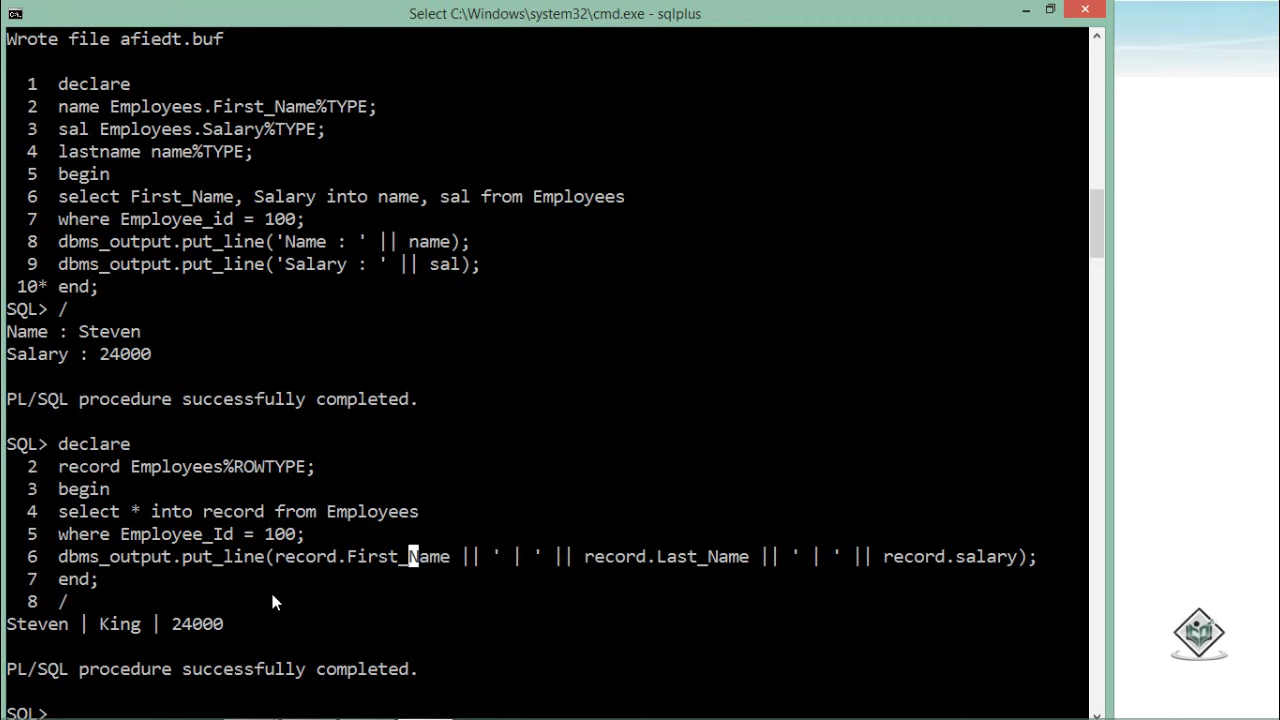 Select C:\Windows\system32\cmd.exe - sqlplus
Wrote file afiedt.buf
1 declare
2 name Employees.First_Name%TYPE;
3 sal Employees.Salary%TYPE;
4 lastname name%TYPE;
5 begin
6 select First_Name, Salary into name, sal from Employees
7 where Employee_id = 100;
8 dbms_output.put_line('Name : ' || name);
9 dbms_output.put_line('Salary : ' || sal);
10* end;
SQL> /
Name : Steven
Salary : 24000
PL/SQL procedure successfully completed.
SQL> declare
2 record Employees%ROWTYPE;
3 begin
4 select * into record from Employees
5 where Employee_Id = 100;
6 dbms_output.put_line(record.First_Name || ' | ' || record.Last_Name || ' | ' || record.salary);
7 end;
8 /
Steven | King | 24000
PL/SQL procedure successfully completed.
SQL>